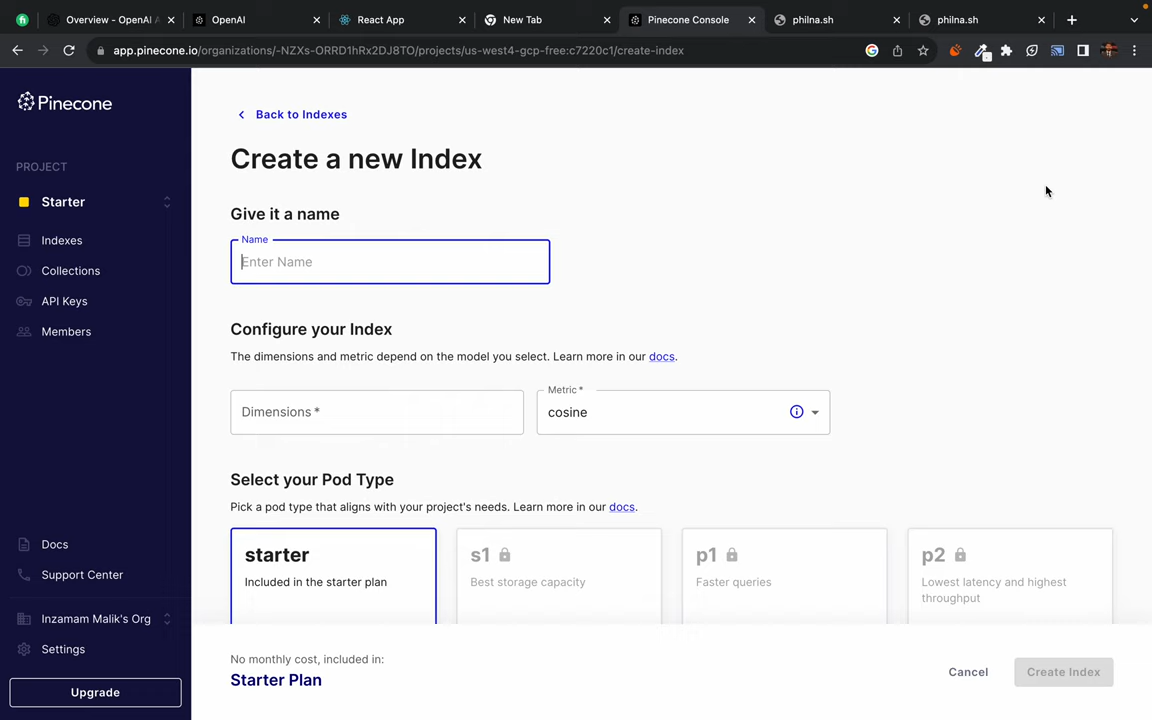 Overview - OpenAI A
OpenAI
React App
New Tab
Pinecone Console
philna.sh
philna.sh
app.pinecone.io/organizations/-NZXs-ORRD1hRx2DJ8TO/projects/us-west4-gcp-free:c7220c1/create-index
Pinecone
PROJECT
Starter
Indexes
Collections
API Keys
Members
Docs
Support Center
Inzamam Malik's Org
Settings
Upgrade
Back to Indexes
Create a new Index
Give it a name
Name
Enter Name
Configure your Index
The dimensions and metric depend on the model you select. Learn more in our docs.
Dimensions *
Metric *
cosine
Select your Pod Type
Pick a pod type that aligns with your project's needs. Learn more in our docs.
starter
Included in the starter plan
s1
Best storage capacity
p1
Faster queries
p2
Lowest latency and highest
throughput
No monthly cost, included in:
Starter Plan
Cancel
Create Index